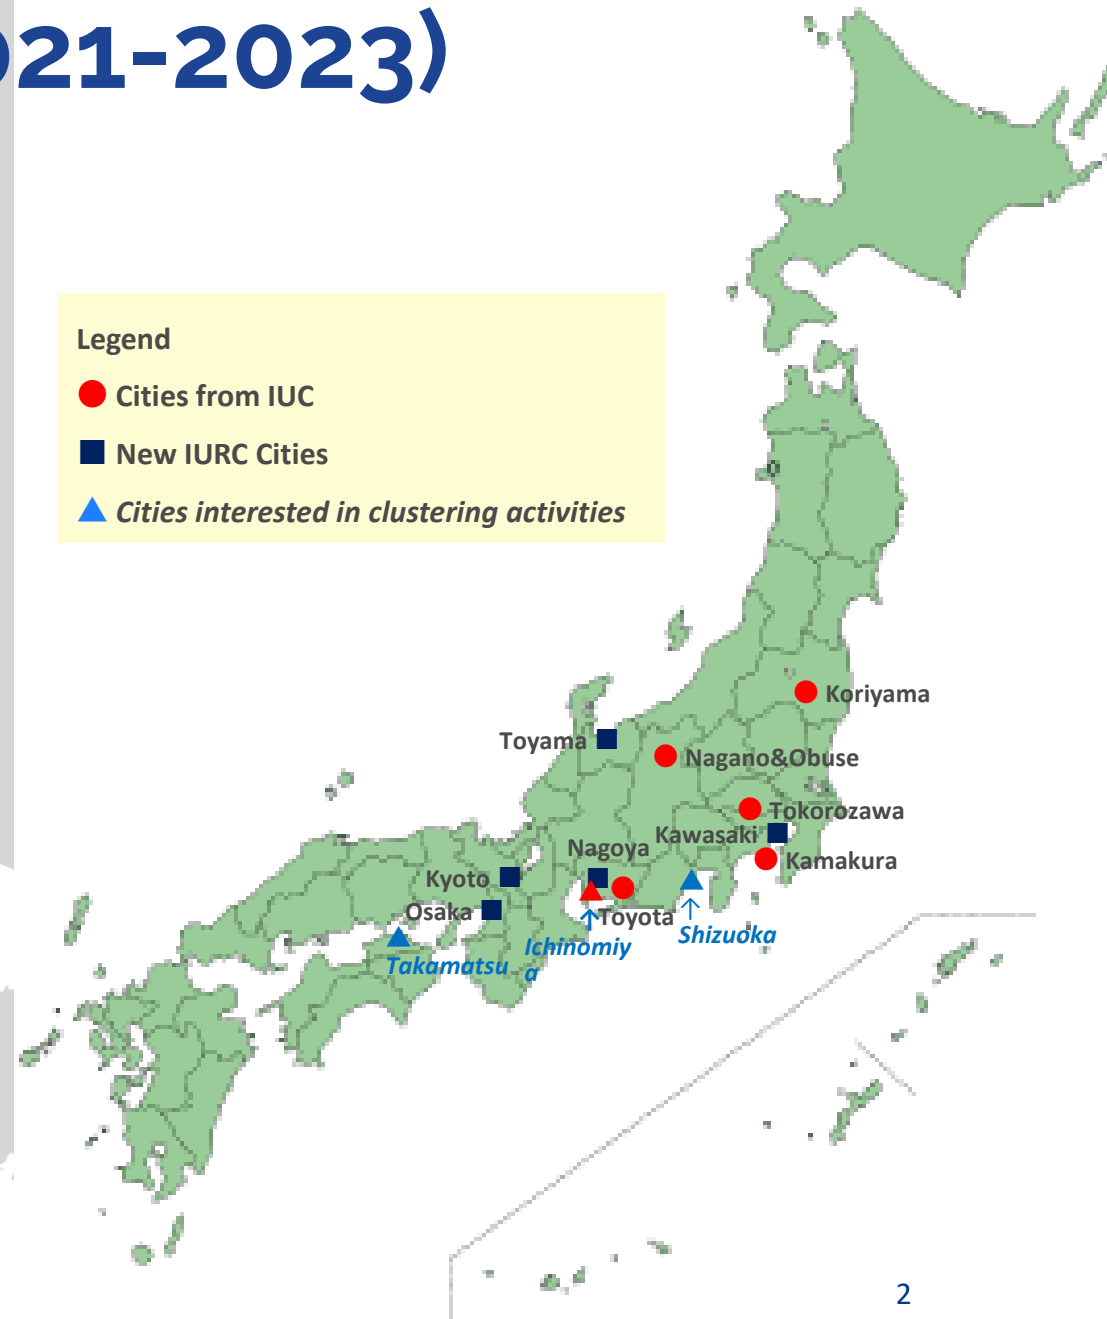 021-2023)
Legend
Cities from IUC
New IURC Cities
Cities interested in clustering activities
Koriyama
Toyama
Nagano&Obuse
Tokorozawa
Kawasaki
Nagoya
Kamakura
Kyoto
Osaka
Toyota
Shizuoka
Ichinomiy
a
Takamatsu
2